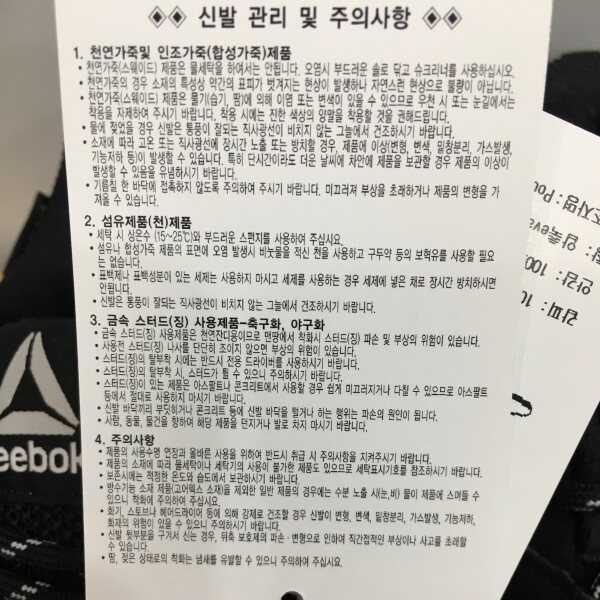 ◈◈ 신발 관리 및 주의사항 ◈◈
1. 천연가죽및 인조가죽(합성가죽)제품
• 천연가죽(스웨이드) 제품은 물세탁을 하여서는 안됩니다. 오염시 부드러운 솔로 닦고 슈크리너를 사용하십시오.
• 천연가죽의 경우 소재의 특성상 약간의 표피가 벗겨지는 현상이 발생하나 자연스런 현상으로 불량이 아닙니다.
• 천연가죽(스웨이드) 제품은 물기(습기, 땀)에 의해 이염 또는 변색이 있을 수 있으므로 우천 시 또는 눈길에서는
착용을 자제하여 주시기 바랍니다. 착용 시에는 진한 색상의 양말을 착용할 것을 권해드립니다.
• 물에 젖었을 경우 신발은 통풍이 잘되는 직사광선이 비치지 않는 그늘에서 건조하시기 바랍니다.
• 소재에 따라 고온 또는 직사광선에 장시간 노출 또는 방치할 경우, 제품에 이상(변형, 변색, 밑창분리, 가스발생,
기능저하 등)이 발생할 수 있습니다. 특히 단시간이라도 더운 날씨에 차안에 제품을 보관할 경우 제품의 이상이
발생할 수 있음을 유념하시기 바랍니다.
• 기름칠 한 바닥에 접촉하지 않도록 주의하여 주시기 바랍니다. 미끄러져 부상을 초래하거나 제품의 변형을 가
져올 수 있습니다.
2. 섬유제품(천)제품
• 세탁 시 상온수 (15~25℃)와 부드러운 스펀지를 사용하여 주십시요.
• 섬유나 합성가죽 제품의 표면에 오염 발생시 비눗물을 적신 천을 사용하고 구두약 등의 보혁유를 사용할 필요
는 없습니다.
• 표백제나 표백성분이 있는 세제는 사용하지 마시고 세제를 사용하는 경우 세제에 넣은 채로 장시간 방치하시면
안됩니다.
• 신발은 통풍이 잘되는 직사광선이 비치지 않는 그늘에서 건조하시기 바랍니다.
3. 금속 스터드(징) 사용제품-축구화, 야구화
• 금속 스터드(징) 사용제품은 천연잔디용이므로 맨땅에서 착화시 스터드(징) 파손 및 부상의 위험이 있습니다.
• 사용전 스터드(징) 나사를 단단히 조이지 않으면 부상의 위험이 있습니다.
• 스터드(징)의 탈부착 시에는 반드시 전용 드라이버를 사용하시기 바랍니다.
• 스터드(징)의 탈부착 시, 스터드가 튈 수 있으니 주의하시기 바랍니다.
• 스터드(징)이 있는 제품은 아스팔트나 콘크리트에서 사용할 경우 쉽게 미끄러지거나 다칠 수 있으므로 아스팔트
등에서 절대로 사용하지 마시기 바랍니다.
• 신발 바닥끼리 부딪히거나 콘크리트 등에 신발 바닥을 털거나 하는 행위는 파손의 원인이 됩니다.
• 사람, 동물, 물건을 향하여 해당 제품을 던지거나 발로 차지 마시기 바랍니다.
4. 주의사항
• 제품의 사용수명 연장과 올바른 사용을 위하여 반드시 취급 시 주의사항을 지켜주시기 바랍니다.
• 제품의 소재에 따라 물세탁이나 세탁기의 사용이 불가한 제품도 있으므로 세탁표시기호를 참조하시기 바랍니다.
• 보존시에는 적정한 온도와 습도에서 보관하시기 바랍니다.
• 방수기능 소재 제품(고어텍스 소재)을 제외한 일반 제품의 경우에는 수분 노출 시(눈,비) 물이 제품에 스며들 수
있으니 착화에 주의하여 주시기 바랍니다.
• 화기, 스토브나 헤어드라이어 등에 의해 강제로 건조할 경우 신발이 변형, 변색, 밑창분리, 가스발생, 기능저하,
화재의 위험이 있을 수 있으니 주의하시기 바랍니다.
• 신발 뒷부분을 구겨서 신는 경우, 뒤축 보호제의 파손·변형으로 인하여 직간접적인 부상이나 사고를 초래할
수 있으니 주의하여 주시기 바랍니다.
• 땀, 젖은 상태로의 착화는 냄새를 유발할 수 있으니 주의하여 주십시요.
eebok